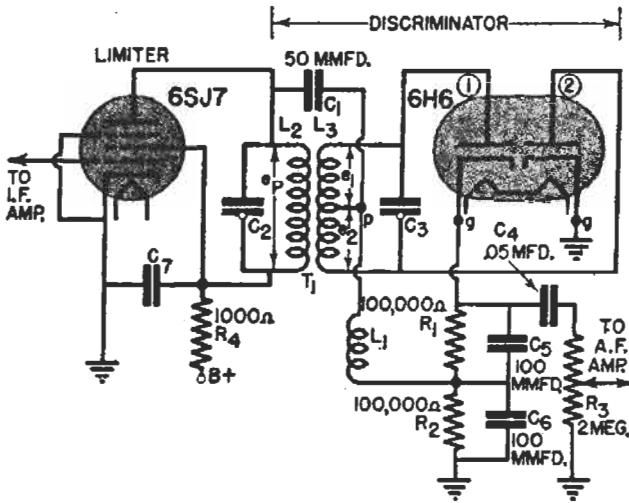 DISCRIMINATOR
LIMITER
50 MMFD.
6SJ7
C1
6H6
1
2
L2
L3
eP
e1
e2
p
C2
C3
TO
I.F.
AMP.
g
g
C4
.05 MFD.
C7
T1
1000Ω
R4
B+
100,000Ω
R1
L1
C5
100
MMFD.
TO
A.F.
AMP.
100,000Ω
R2
C6
100
MMFD.
R3
2 MEG.